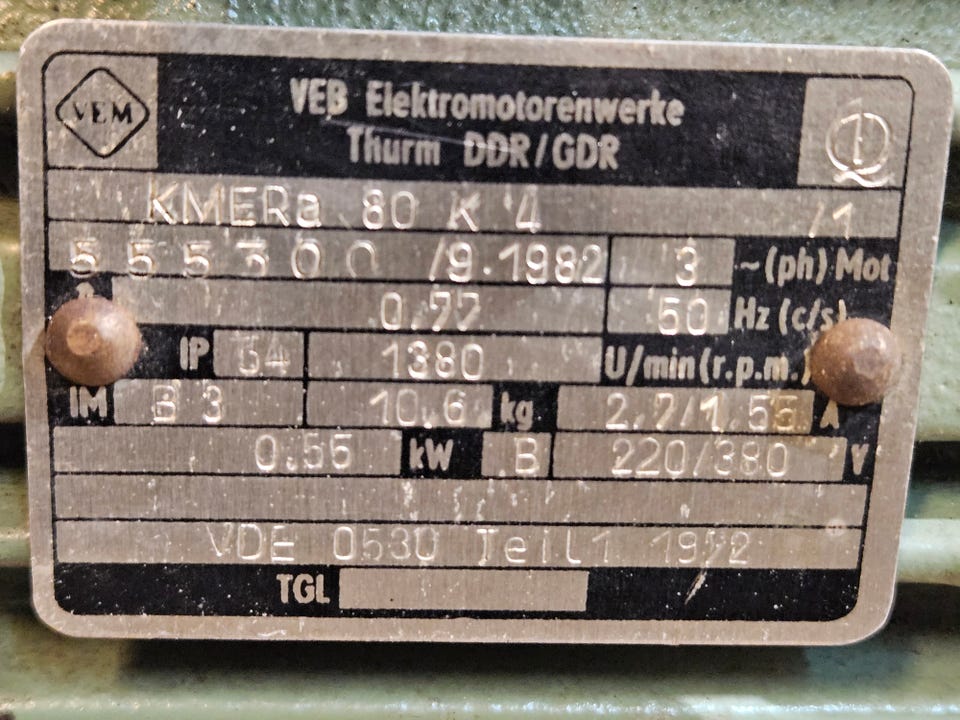 VEM
VEB Elektromotorenwerke
Thurm DDR/GDR
Q 1
KMERa 80 K 4 /1
555300 /9.1982 3 ~(ph) Mot
0.77 50 Hz (c/s)
IP 54 1380 U/min(r.p.m.)
IM B 3 10.6 kg 2.7/1.55 A
0.55 kW B 220/380 V
VDE 0530 Teil1
TGL